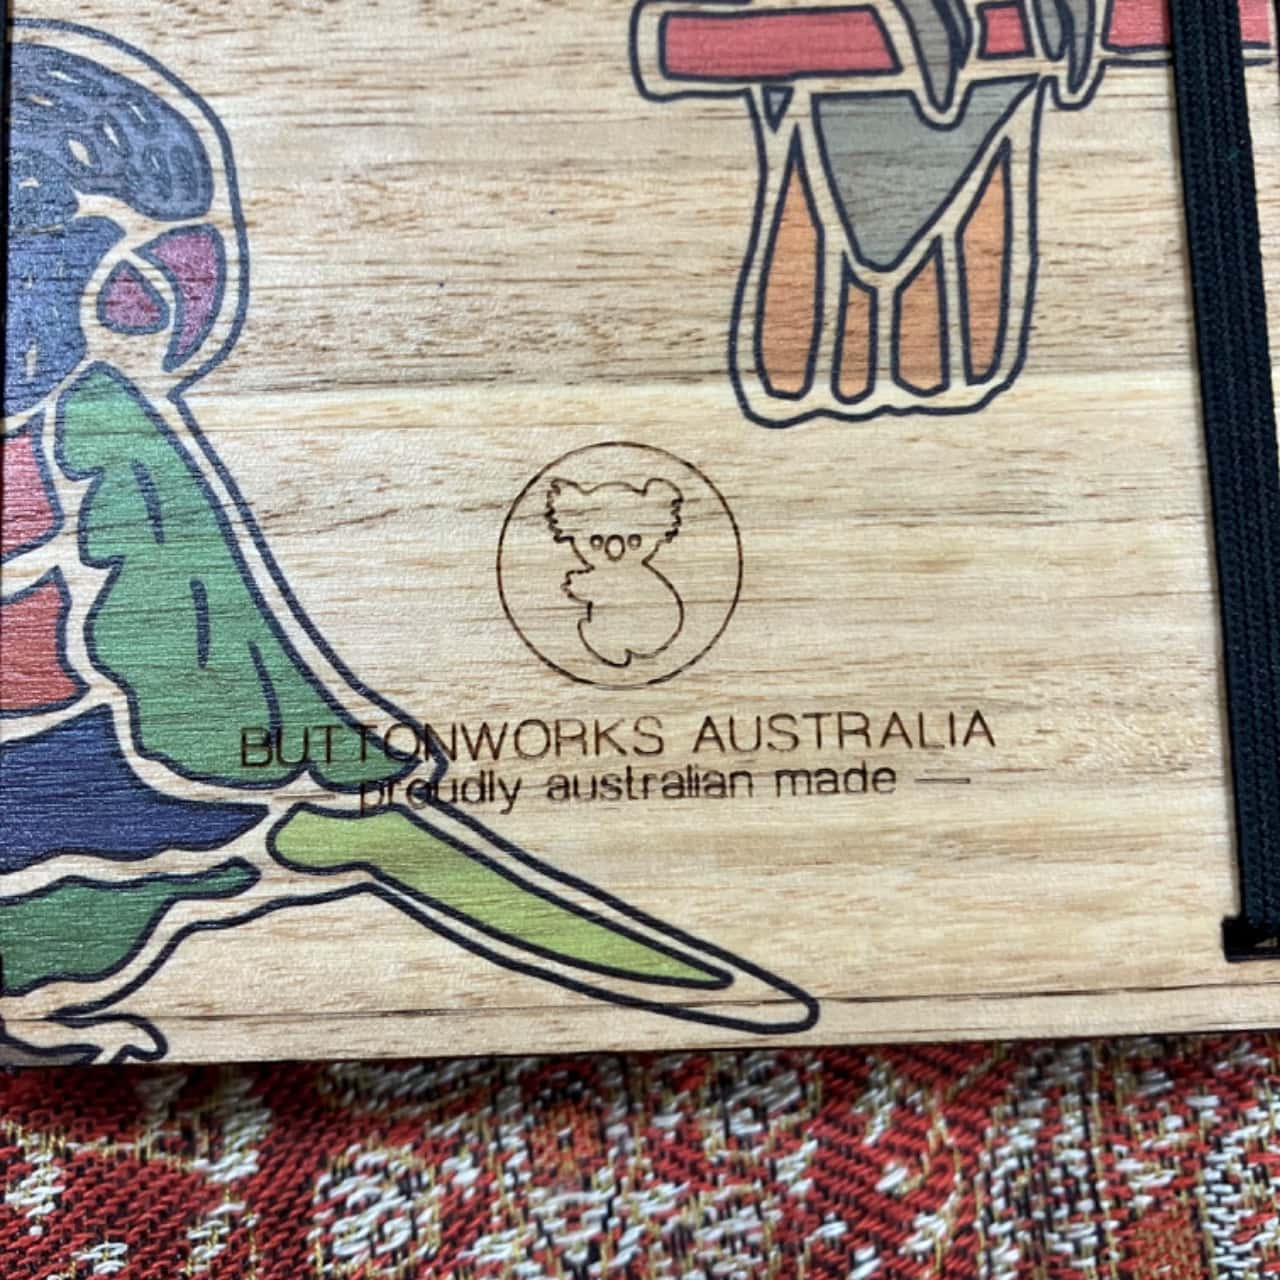 BUTTONWORKS AUSTRALIA
proudly australian made —